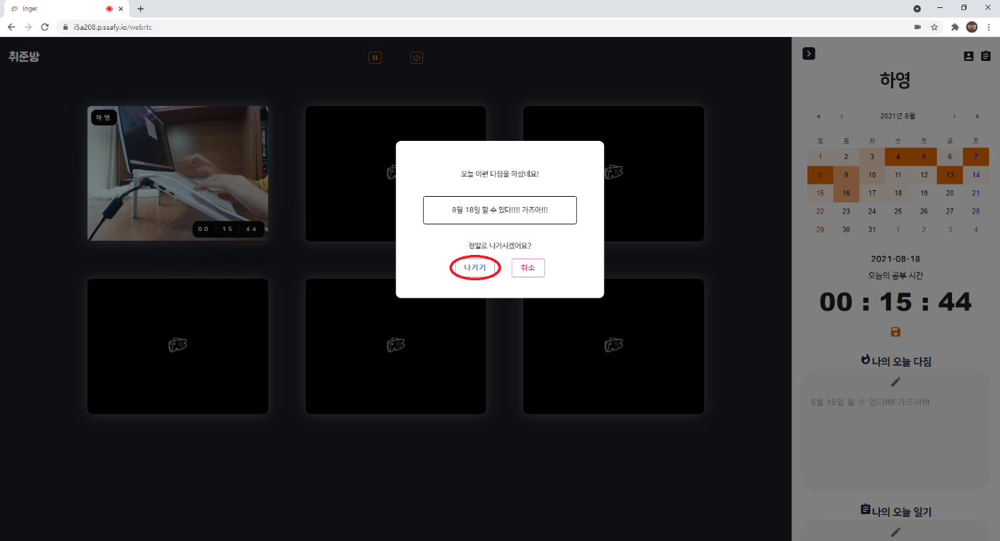 Inger
i5a208.p.ssafy.io/webrtc
하영
취준방
하영
00 : 15 : 44
오늘 이런 다짐을 하셨네요!
8월 18일 할 수 있다!!!! 가즈아!!!
정말로 나가시겠어요?
나가기
취소
하영
« ‹ 2021년 8월 › »
일 월 화 수 목 금 토
1 2 3 4 5 6 7
8 9 10 11 12 13 14
15 16 17 18 19 20 21
22 23 24 25 26 27 28
29 30 31 1 2 3 4
2021-08-18
오늘의 공부 시간
00 : 15 : 44
나의 오늘 다짐
8월 18일 할 수 있다!!!! 가즈아!!!
나의 오늘 일기